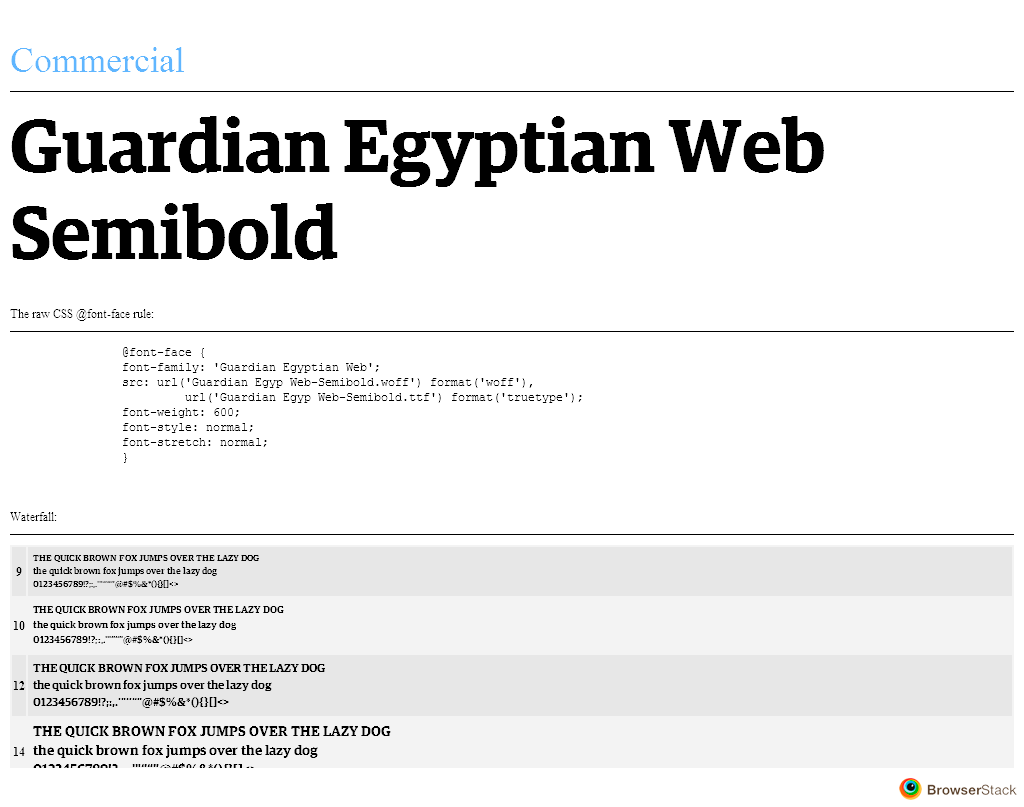 Commercial
Guardian Egyptian Web
Semibold
The raw CSS @font-face rule:
@font-face {
font-family: 'Guardian Egyptian Web';
src: url('Guardian Egyp Web-Semibold.woff') format('woff'),
url('Guardian Egyp Web-Semibold.ttf') format('truetype');
font-weight: 600;
font-style: normal;
font-stretch: normal;
}
Waterfall:
THE QUICK BROWN FOX JUMPS OVER THE LAZY DOG
9 the quick brown fox jumps over the lazy dog
0123456789!?;:,.'"'""'@#$%&*(){}[]<>
THE QUICK BROWN FOX JUMPS OVER THE LAZY DOG
10 the quick brown fox jumps over the lazy dog
0123456789!?;:,.'"'""'@#$%&*(){}[]<>
THE QUICK BROWN FOX JUMPS OVER THE LAZY DOG
12 the quick brown fox jumps over the lazy dog
0123456789!?;:,.'"'""'@#$%&*(){}[]<>
THE QUICK BROWN FOX JUMPS OVER THE LAZY DOG
14 the quick brown fox jumps over the lazy dog
BrowserStack